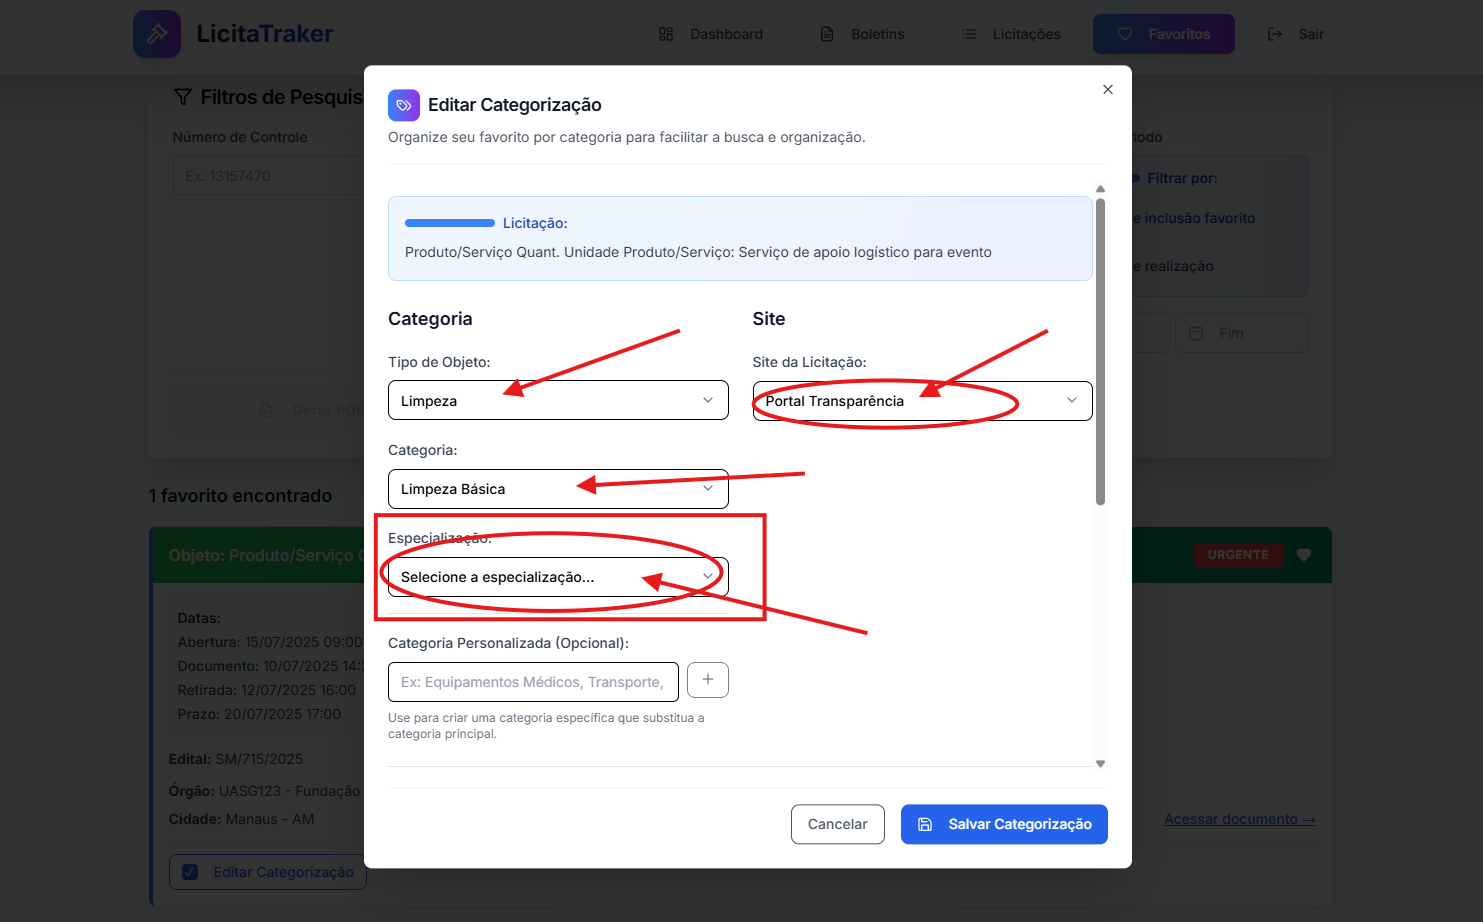 LicitaTraker
Dashboard
Boletins
Licitações
Favoritos
Sair
Filtros de Pesquis
Número de Controle
Ex. 13157470
Gerar PDF
íodo
Filtrar por:
e inclusão favorito
e realização
Fim
Editar Categorização
Organize seu favorito por categoria para facilitar a busca e organização.
Licitação:
Produto/Serviço Quant. Unidade Produto/Serviço: Serviço de apoio logístico para evento
Categoria
Tipo de Objeto:
Limpeza
Categoria:
Limpeza Básica
Especialização:
Selecione a especialização...
Categoria Personalizada (Opcional):
Ex: Equipamentos Médicos, Transporte,
Use para criar uma categoria específica que substitua a
categoria principal.
Site
Site da Licitação:
Portal Transparência
Cancelar
Salvar Categorização
1 favorito encontrado
Objeto: Produto/Serviço Q
URGENTE
Datas:
Abertura: 15/07/2025 09:00
Documento: 10/07/2025 14:
Retirada: 12/07/2025 16:00
Prazo: 20/07/2025 17:00
Edital: SM/715/2025
Órgão: UASG123 - Fundação
Cidade: Manaus - AM
Acessar documento →
Editar Categorização